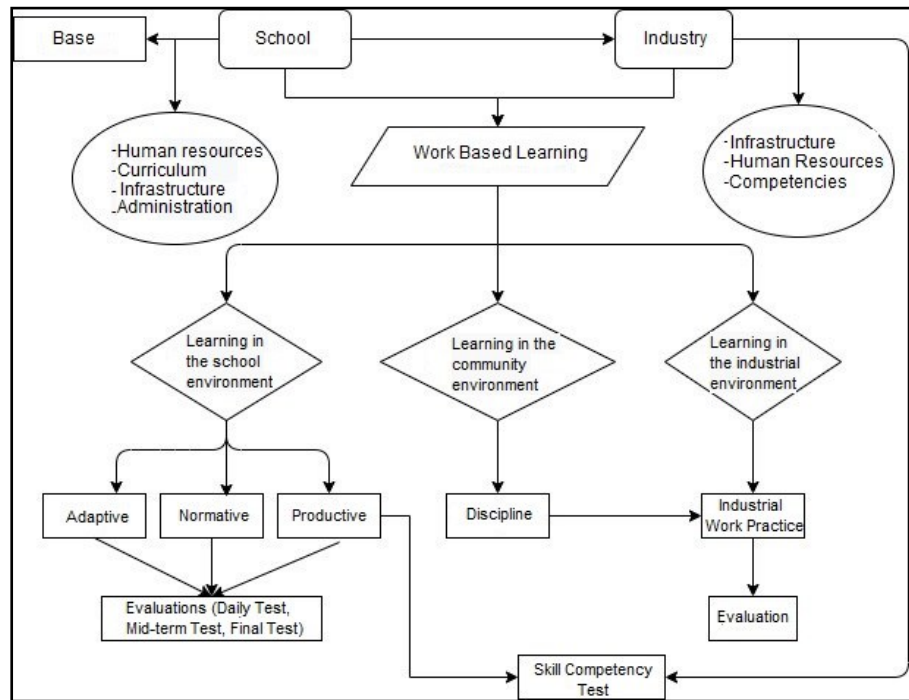 Base
School
Industry
-Human resources
-Curriculum
- Infrastructure
-Administration
Work Based Learning
-Infrastructure
-Human Resources
-Competencies
Learning in
the school
environment
Learning in the
community
environment
Learning in
the industrial
environment
Adaptive
Normative
Productive
Discipline
Industrial
Work Practice
Evaluations (Daily Test,
Mid-term Test, Final Test)
Evaluation
Skill Competency
Test